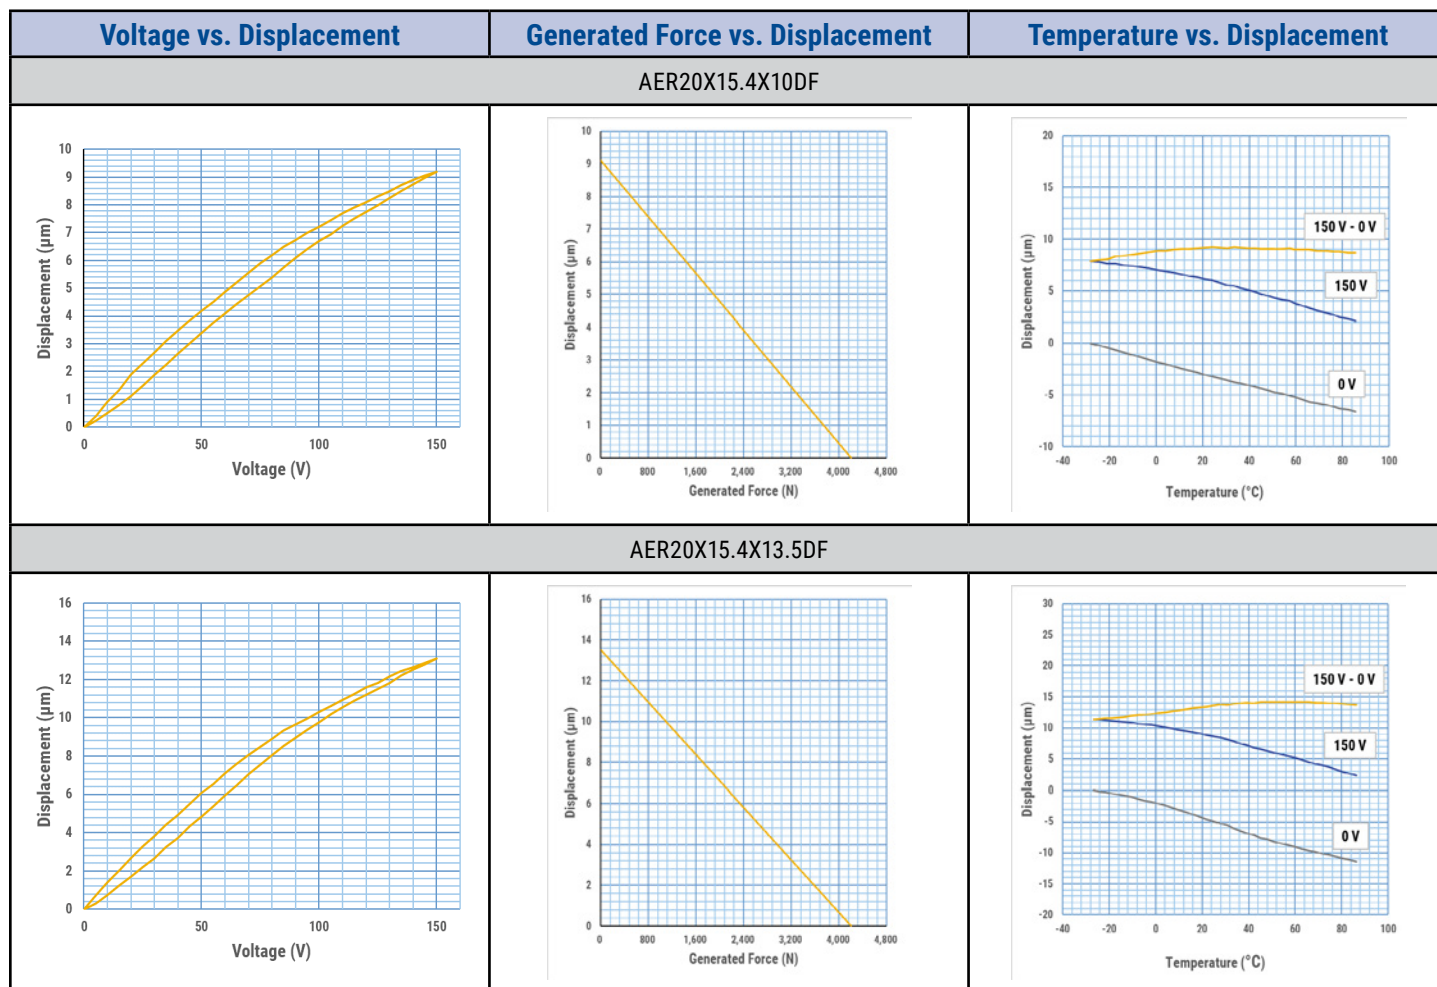 Voltage vs. Displacement
Generated Force vs. Displacement
Temperature vs. Displacement
AER20X15.4X10DF
10
9
8
7
6
5
4
3
2
1
0
Displacement (µm)
0 50 100 150
Voltage (V)
10
9
8
7
6
5
4
3
2
1
0
Displacement (µm)
0 800 1,600 2,400 3,200 4,000 4,800
Generated Force (N)
20
15
10
5
0
-5
-10
Displacement (µm)
150 V - 0 V
150 V
0 V
-40 -20 0 20 40 60 80 100
Temperature (°C)
AER20X15.4X13.5DF
16
14
12
10
8
6
4
2
0
Displacement (µm)
0 50 100 150
Voltage (V)
16
14
12
10
8
6
4
2
0
Displacement (µm)
0 800 1,600 2,400 3,200 4,000 4,800
Generated Force (N)
30
25
20
15
10
5
0
-5
-10
-15
-20
Displacement (µm)
150 V - 0 V
150 V
0 V
-40 -20 0 20 40 60 80 100
Temperature (°C)